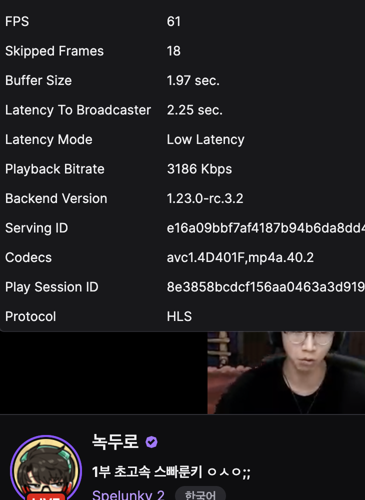 FPS 61
Skipped Frames 18
Buffer Size 1.97 sec.
Latency To Broadcaster 2.25 sec.
Latency Mode Low Latency
Playback Bitrate 3186 Kbps
Backend Version 1.23.0-rc.3.2
Serving ID e16a09bbf7af4187b94b6da8dd4
Codecs avc1.4D401F,mp4a.40.2
Play Session ID 8e3858bcdcf156aa0463a3d919
Protocol HLS
녹두로
1부 초고속 스빠룬키 ㅇㅅㅇ;;
Spelunky 2 한국어